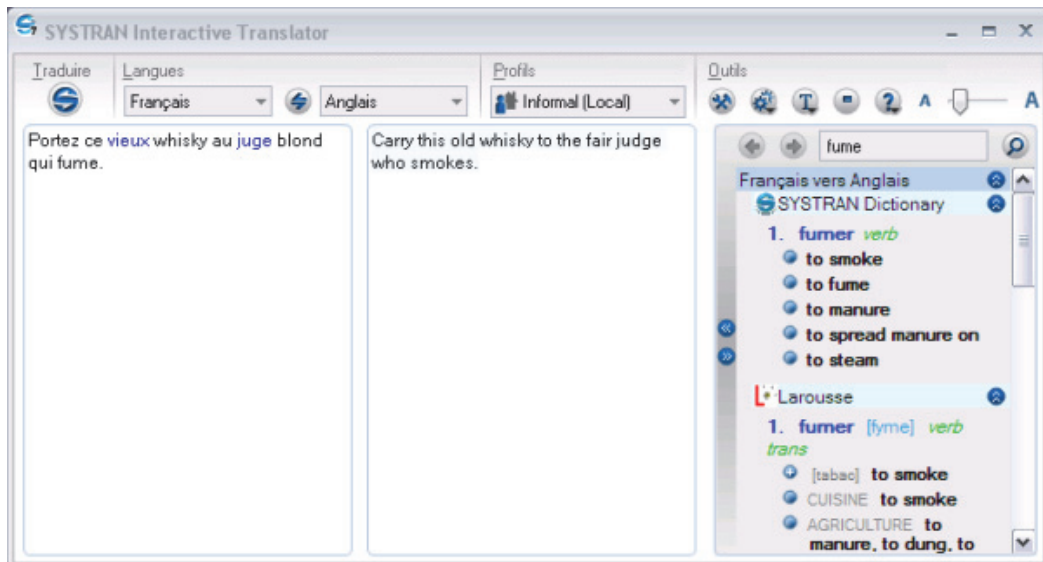 SYSTRAN Interactive Translator
Traduire
Langues
Profils
Outils
Français
Anglais
Informal (Local)
A
A
Portez ce vieux whisky au juge blond
qui fume.
Carry this old whisky to the fair judge
who smokes.
fume
Français vers Anglais
SYSTRAN Dictionary
1. fumer verb
to smoke
to fume
to manure
to spread manure on
to steam
Larousse
1. fumer [fyme] verb
trans
[tabac] to smoke
CUISINE to smoke
AGRICULTURE to
manure, to dung, to